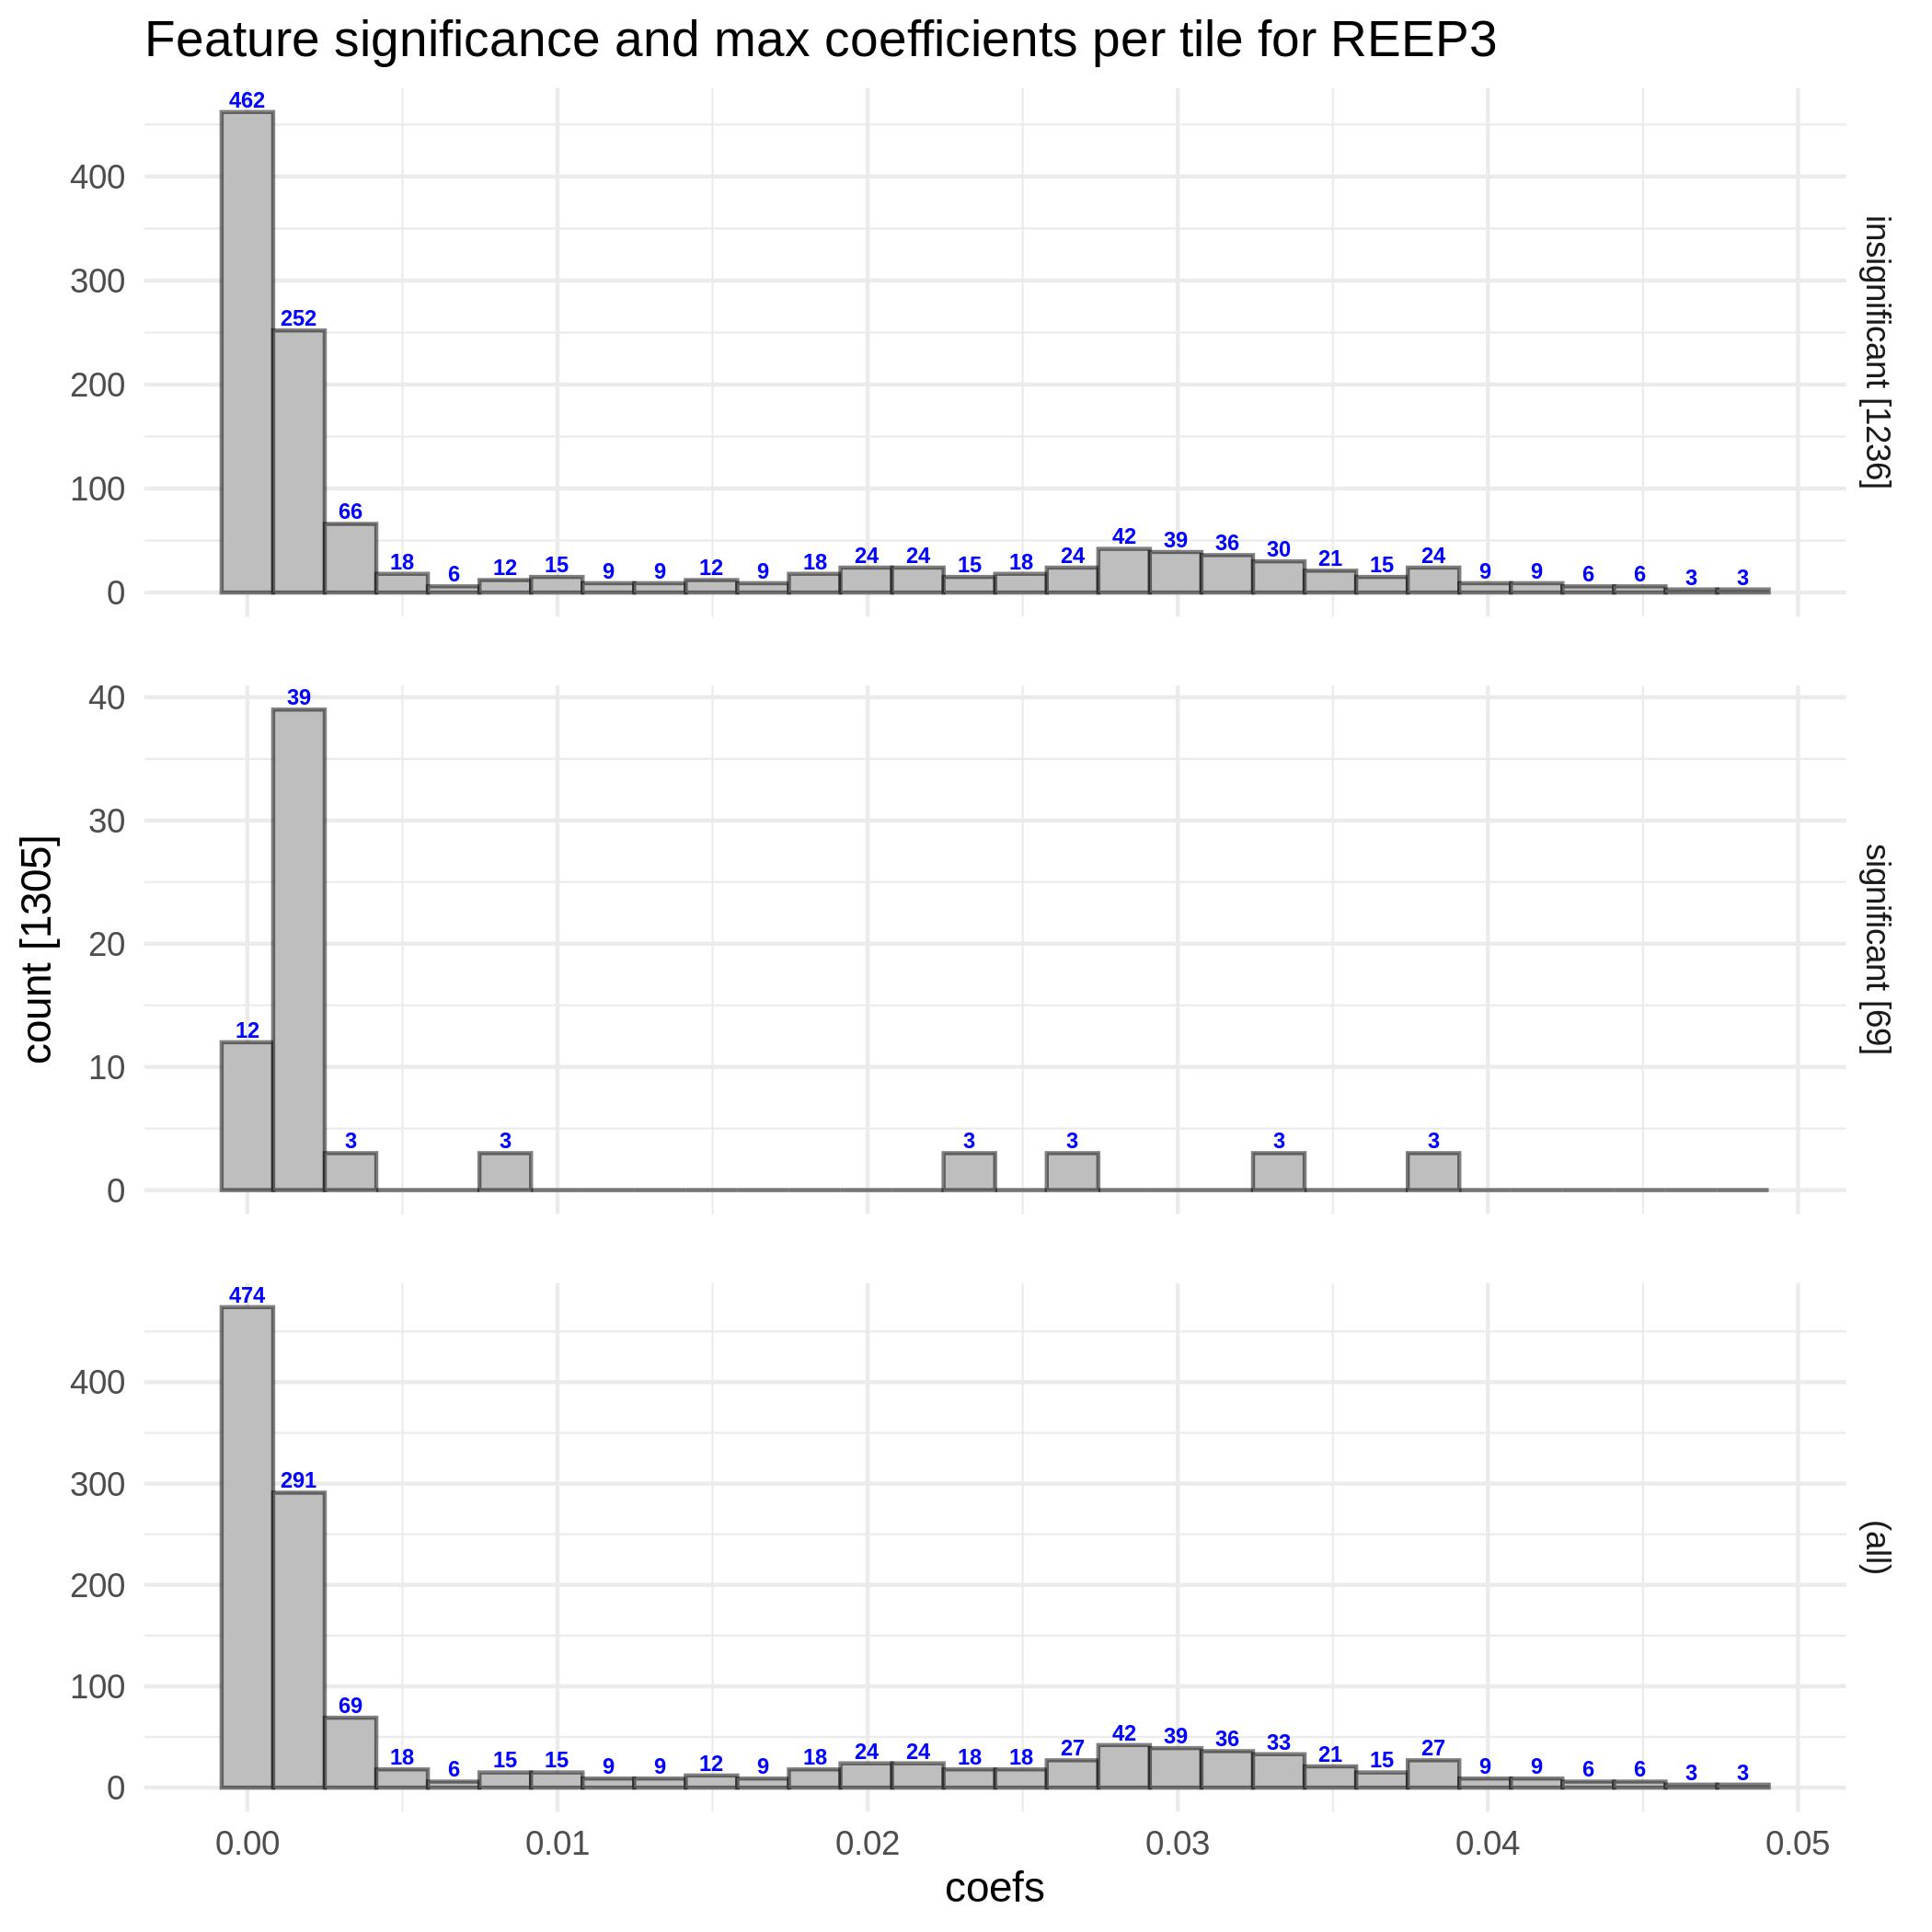 Feature significance and max coefficients per tile for REEP3
462
252
66 18 6 12 15 9 9 12 9 18 24 24 15 18 24 42 39 36 30 21 15 24 9 9 6 6 3 3
400
300
200
100
0
insignificant [1236]
39
12
3 3 3 3 3 3
40
30
20
10
0
significant [69]
count [1305]
474
291
69 18 6 15 15 9 9 12 9 18 24 24 18 18 27 42 39 36 33 21 15 27 9 9 6 6 3 3
400
300
200
100
0
(all)
0.00 0.01 0.02 0.03 0.04 0.05
coefs